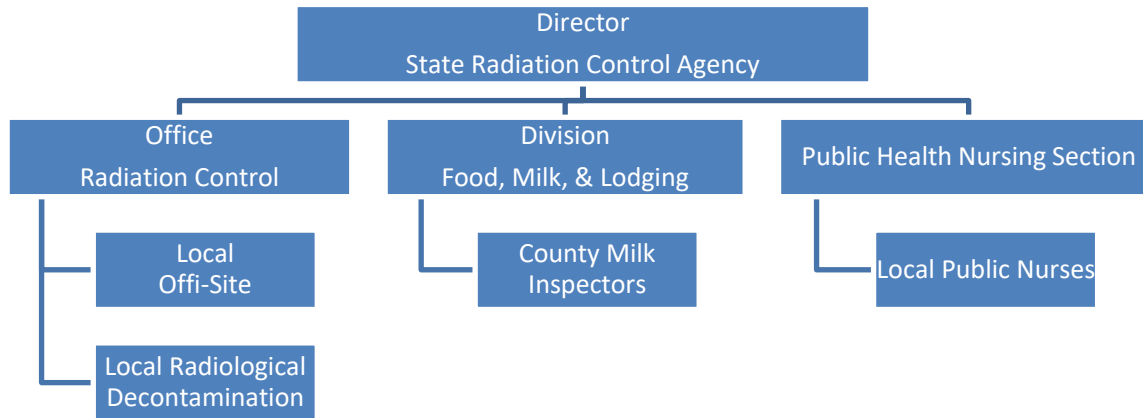 Director
State Radiation Control Agency
Office
Radiation Control
Division
Food, Milk, & Lodging
Public Health Nursing Section
Local
Offi-Site
County Milk
Inspectors
Local Public Nurses
Local Radiological
Decontamination